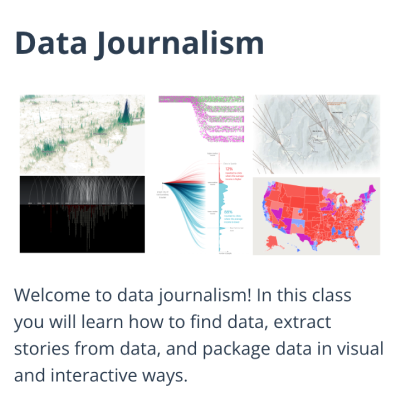 Data Journalism
Welcome to data journalism! In this class
you will learn how to find data, extract
stories from data, and package data in visual
and interactive ways.